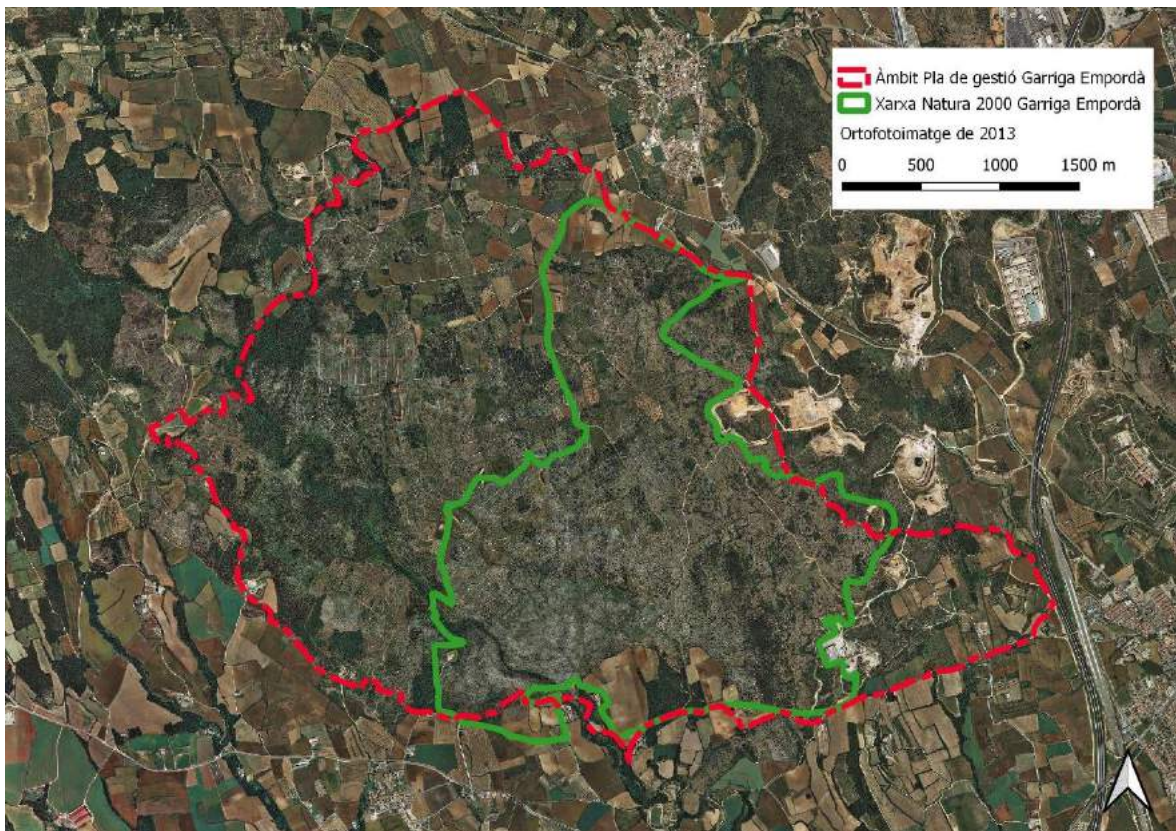 Àmbit Pla de gestió Garriga Empordà
Xarxa Natura 2000 Garriga Empordà
Ortofotoimatge de 2013
0 500 1000 1500 m